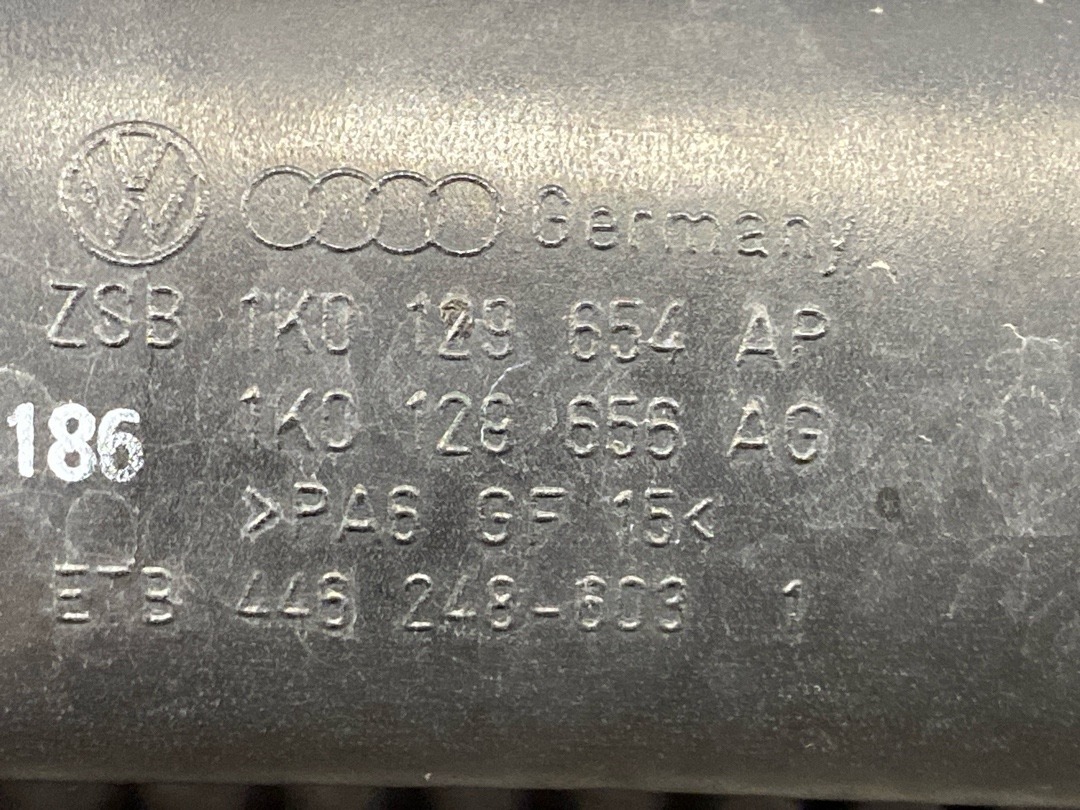 Germany
ZSB 1K0 129 654 AP
1K0 129 656 AG
186
>PA6 GF 15<
ETB 446 248-603 1